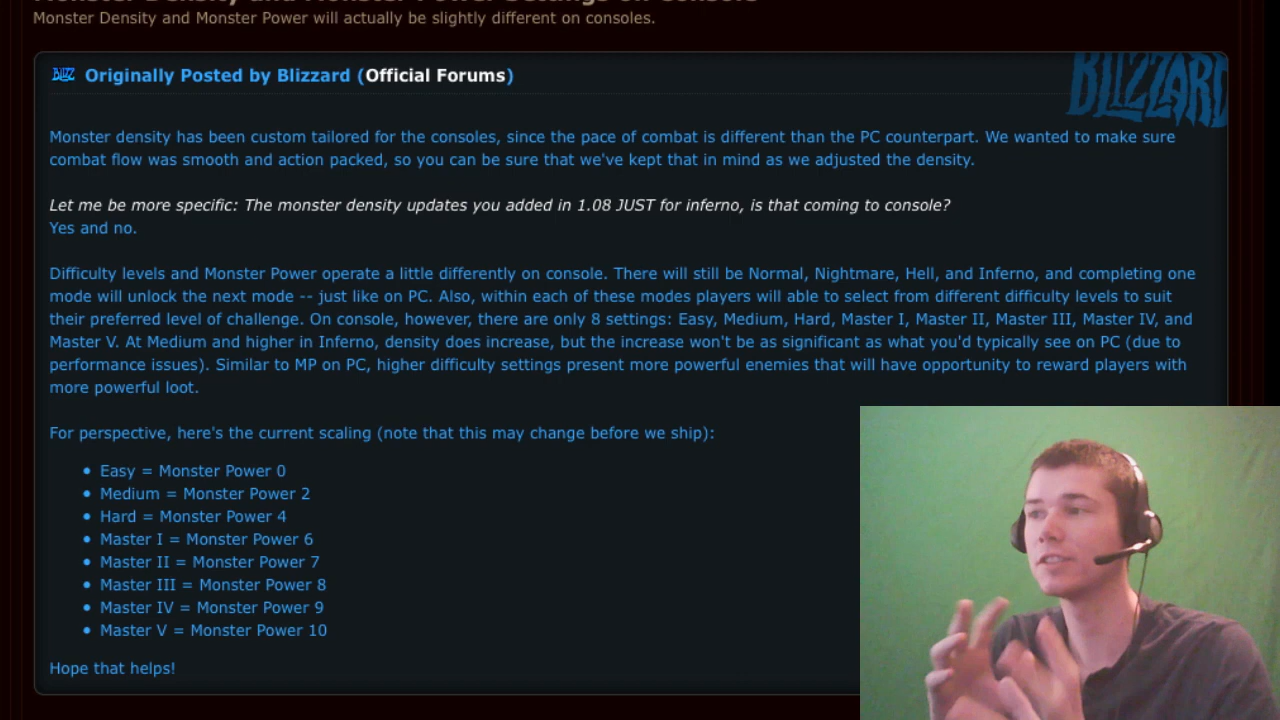 Monster Density and Monster Power Settings on Console
Monster Density and Monster Power will actually be slightly different on consoles.
BLIZZ Originally Posted by Blizzard (Official Forums)
BLIZZARD
Monster density has been custom tailored for the consoles, since the pace of combat is different than the PC counterpart. We wanted to make sure
combat flow was smooth and action packed, so you can be sure that we've kept that in mind as we adjusted the density.
Let me be more specific: The monster density updates you added in 1.08 JUST for inferno, is that coming to console?
Yes and no.
Difficulty levels and Monster Power operate a little differently on console. There will still be Normal, Nightmare, Hell, and Inferno, and completing one
mode will unlock the next mode -- just like on PC. Also, within each of these modes players will able to select from different difficulty levels to suit
their preferred level of challenge. On console, however, there are only 8 settings: Easy, Medium, Hard, Master I, Master II, Master III, Master IV, and
Master V. At Medium and higher in Inferno, density does increase, but the increase won't be as significant as what you'd typically see on PC (due to
performance issues). Similar to MP on PC, higher difficulty settings present more powerful enemies that will have opportunity to reward players with
more powerful loot.
For perspective, here's the current scaling (note that this may change before we ship):
• Easy = Monster Power 0
• Medium = Monster Power 2
• Hard = Monster Power 4
• Master I = Monster Power 6
• Master II = Monster Power 7
• Master III = Monster Power 8
• Master IV = Monster Power 9
• Master V = Monster Power 10
Hope that helps!